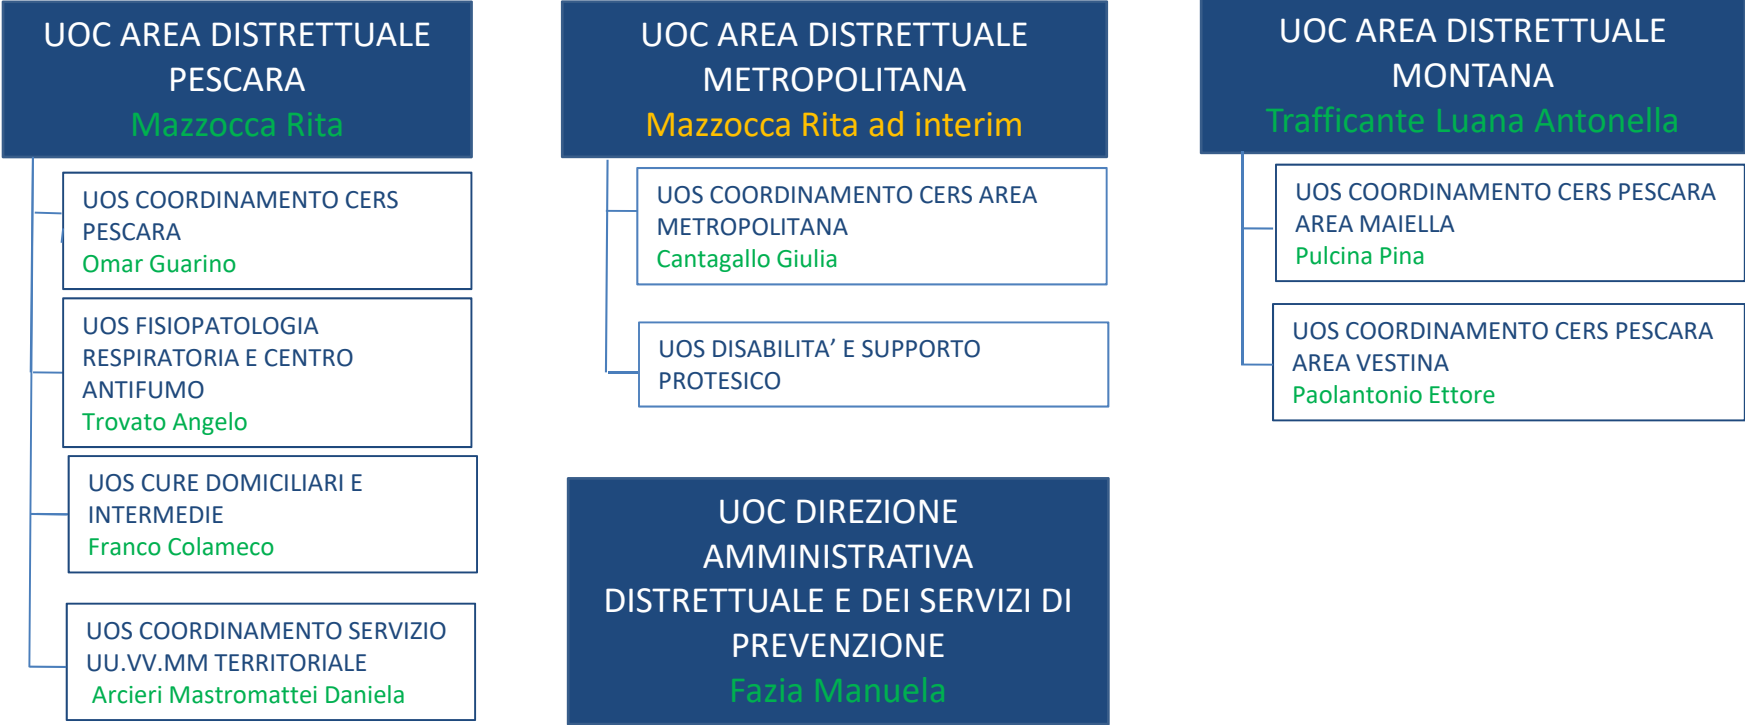 UOC AREA DISTRETTUALE
PESCARA
Mazzocca Rita
UOS COORDINAMENTO CERS
PESCARA
Omar Guarino
UOS FISIOPATOLOGIA
RESPIRATORIA E CENTRO
ANTIFUMO
Trovato Angelo
UOS CURE DOMICILIARI E
INTERMEDIE
Franco Colameco
UOS COORDINAMENTO SERVIZIO
UU.VV.MM TERRITORIALE
Arcieri Mastromattei Daniela
UOC AREA DISTRETTUALE
METROPOLITANA
Mazzocca Rita ad interim
UOS COORDINAMENTO CERS AREA
METROPOLITANA
Cantagallo Giulia
UOS DISABILITA’ E SUPPORTO
PROTESICO
UOC DIREZIONE
AMMINISTRATIVA
DISTRETTUALE E DEI SERVIZI DI
PREVENZIONE
Fazia Manuela
UOC AREA DISTRETTUALE
MONTANA
Trafficante Luana Antonella
UOS COORDINAMENTO CERS PESCARA
AREA MAIELLA
Pulcina Pina
UOS COORDINAMENTO CERS PESCARA
AREA VESTINA
Paolantonio Ettore